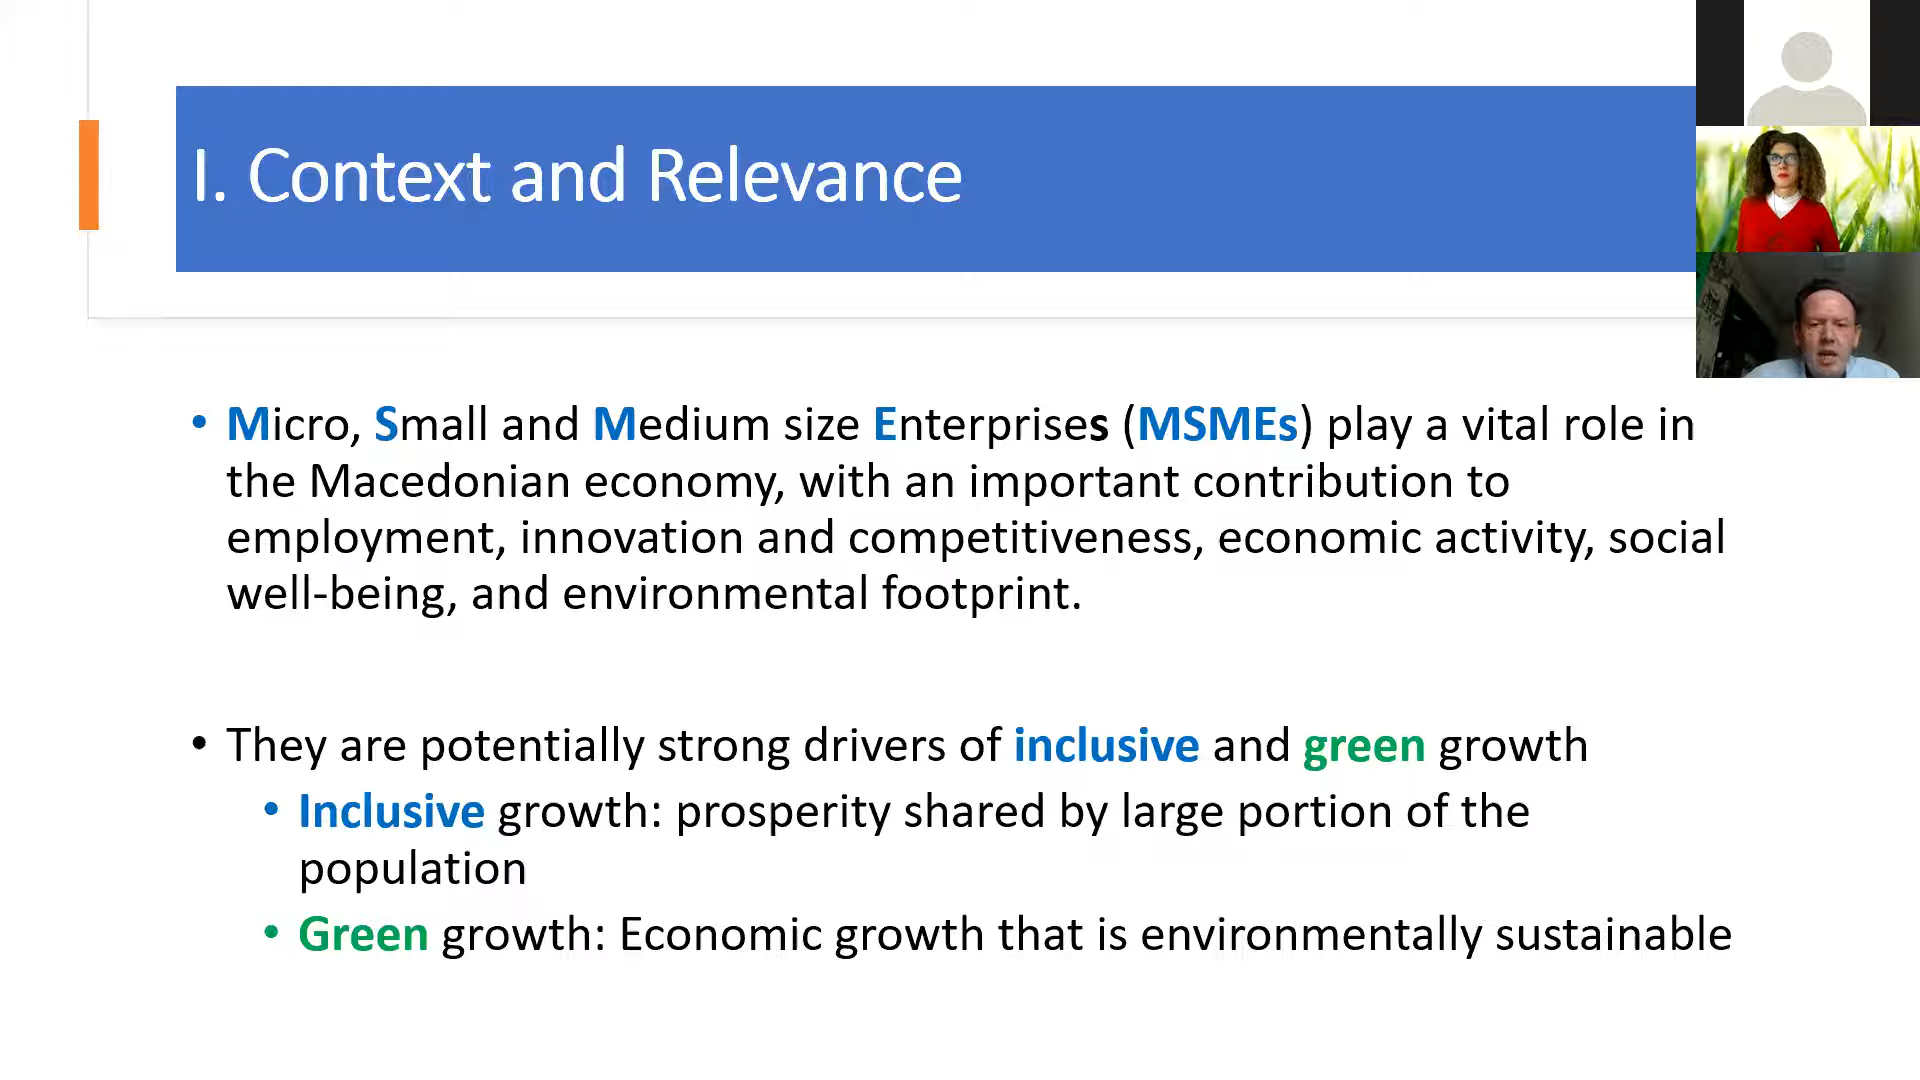 I. Context and Relevance
• Micro, Small and Medium size Enterprises (MSMEs) play a vital role in
the Macedonian economy, with an important contribution to
employment, innovation and competitiveness, economic activity, social
well-being, and environmental footprint.
• They are potentially strong drivers of inclusive and green growth
• Inclusive growth: prosperity shared by large portion of the
population
• Green growth: Economic growth that is environmentally sustainable